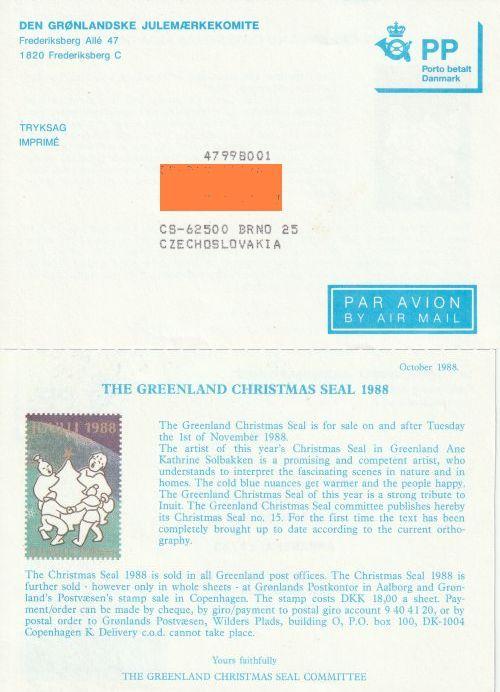 DEN GRØNLANDSKE JULEMÆRKEKOMITE
Frederiksberg Allé 47
1820 Frederiksberg C
PP
Porto betalt
Danmark
TRYKSAG
IMPRIMÉ
47998001
CS-62500 BRNO 25
CZECHOSLOVAKIA
PAR AVION
BY AIR MAIL
October 1988.
THE GREENLAND CHRISTMAS SEAL 1988
JUULLI 1988
The Greenland Christmas Seal is for sale on and after Tuesday
the 1st of November 1988.
The artist of this year's Christmas Seal in Greenland Ane
Kathrine Solbakken is a promising and competent artist, who
understands to interpret the fascinating scenes in nature and in
homes. The cold blue nuances get warmer and the people happy.
The Greenland Christmas Seal of this year is a strong tribute to
Inuit. The Greenland Christmas Seal committee publishes hereby
its Christmas Seal no. 15. For the first time the text has been
completely brought up to date according to the current ortho-
graphy.
The Christmas Seal 1988 is sold in all Greenland post offices. The Christmas Seal 1988 is
further sold - however only in whole sheets - at Grønlands Postkontor in Aalborg and Grøn-
land's Postvæsen's stamp sale in Copenhagen. The stamp costs DKK 18,00 a sheet. Pay-
ment/order can be made by cheque, by giro/payment to postal giro account 9 40 41 20, or by
postal order to Grønlands Postvæsen, Wilders Plads, building O, P.O. box 100, DK-1004
Copenhagen K. Delivery c.o.d. cannot take place.
Yours faithfully
THE GREENLAND CHRISTMAS SEAL COMMITTEE